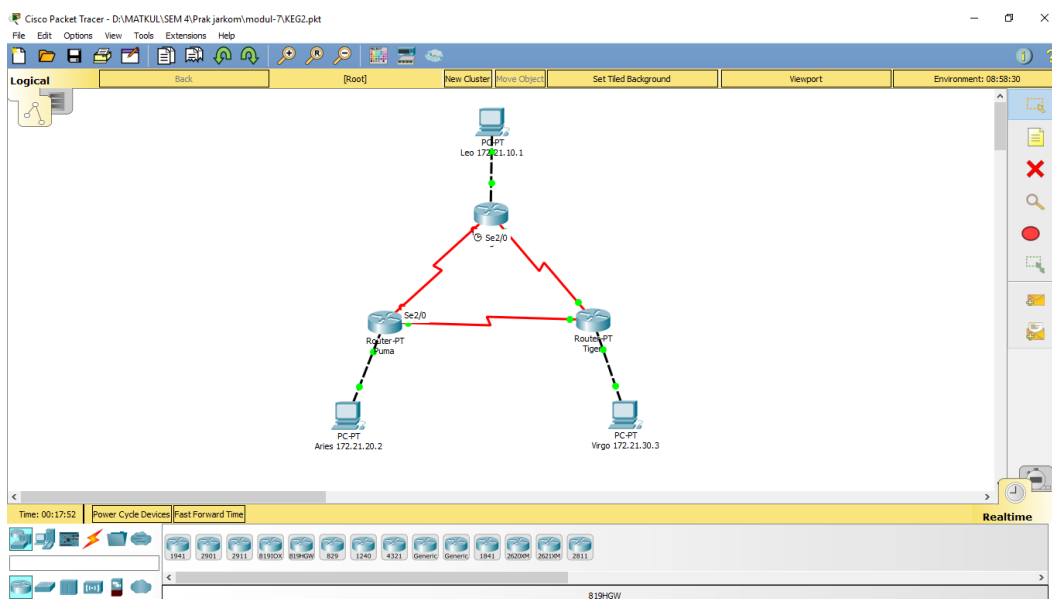 Cisco Packet Tracer - D:\MATKUL\SEM 4\Prak jarkom\modul-7\KEG2.pkt
File Edit Options View Tools Extensions Help
Logical Back [Root] New Cluster Move Object Set Tiled Background Viewport Environment: 08:58:30
PC-PT
Leo 172.21.10.1
Se2/0
Se2/0
Router-PT
Puma
Router-PT
Tiger
PC-PT
Aries 172.21.20.2
PC-PT
Virgo 172.21.30.3
Time: 00:17:52 Power Cycle Devices Fast Forward Time Realtime
1941 2901 2911 819IOX 819HGW 829 1240 4321 Generic Generic 1841 2620XM 2621XM 2811
819HGW